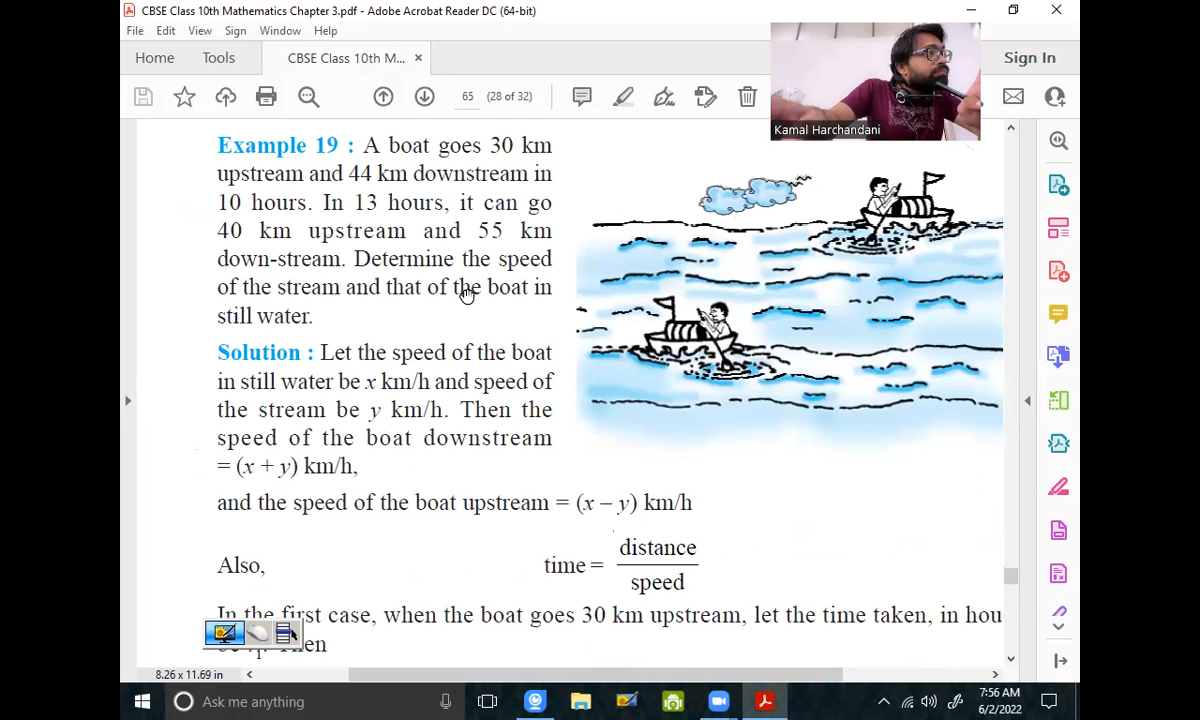 CBSE Class 10th Mathematics Chapter 3.pdf - Adobe Acrobat Reader DC (64-bit)
File Edit View Sign Window Help
Home Tools CBSE Class 10th M... × Sign In
65 (28 of 32)
Kamal Harchandani
Example 19 : A boat goes 30 km
upstream and 44 km downstream in
10 hours. In 13 hours, it can go
40 km upstream and 55 km
down-stream. Determine the speed
of the stream and that of the boat in
still water.
Solution : Let the speed of the boat
in still water be x km/h and speed of
the stream be y km/h. Then the
speed of the boat downstream
= (x + y) km/h,
and the speed of the boat upstream = (x – y) km/h
Also, time = distance
speed
In the first case, when the boat goes 30 km upstream, let the time taken, in hou
Then
8.26 x 11.69 in
Ask me anything
7:56 AM
6/2/2022